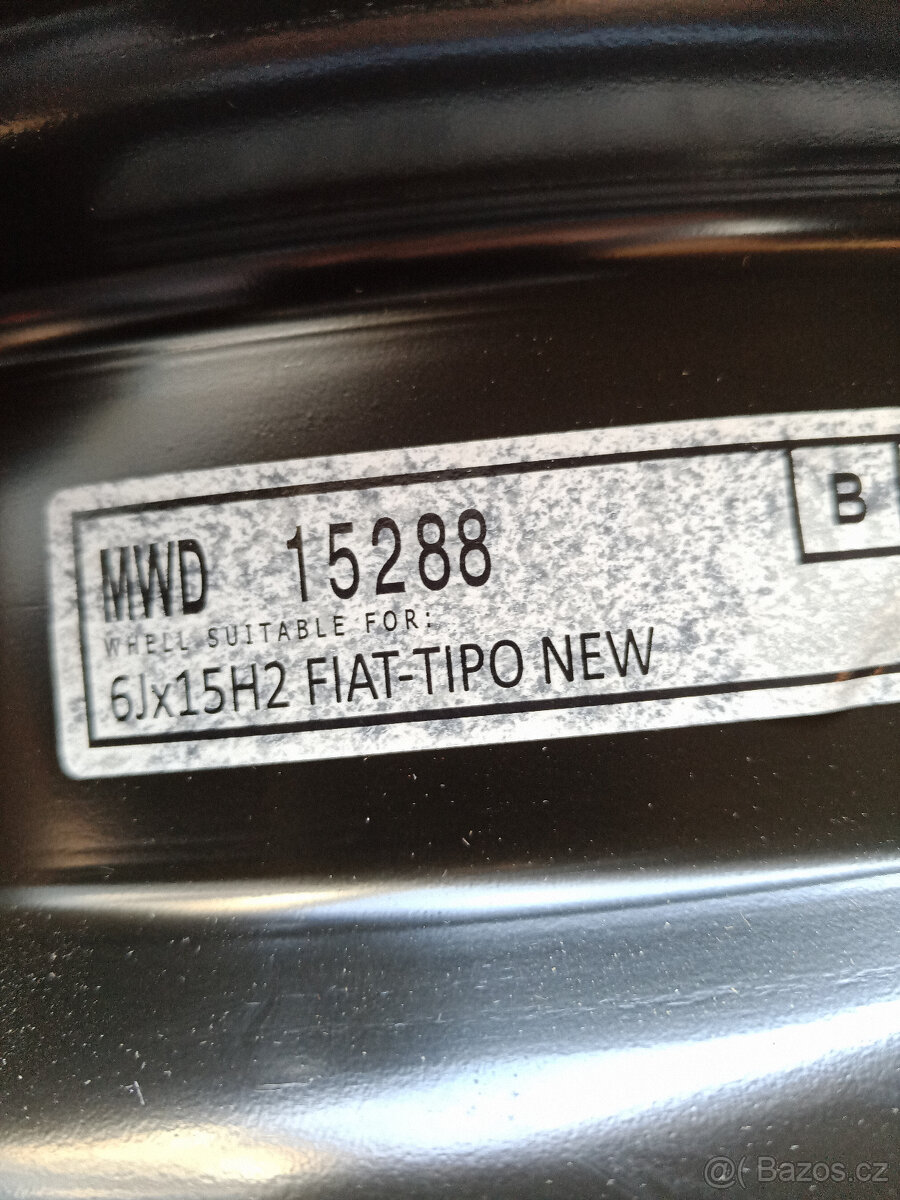 B
MWD 15288
WHELL SUITABLE FOR:
6Jx15H2 FIAT-TIPO NEW
@( Bazos.cz